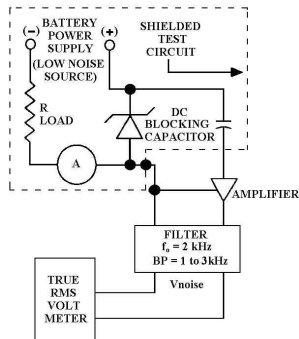 (-)
BATTERY
POWER
SUPPLY
(LOW NOISE
SOURCE)
(+)
SHIELDED
TEST
CIRCUIT
R
LOAD
DC
BLOCKING
CAPACITOR
A
AMPLIFIER
FILTER
fo = 2 kHz
BP = 1 to 3kHz
Vnoise
TRUE
RMS
VOLT
METER